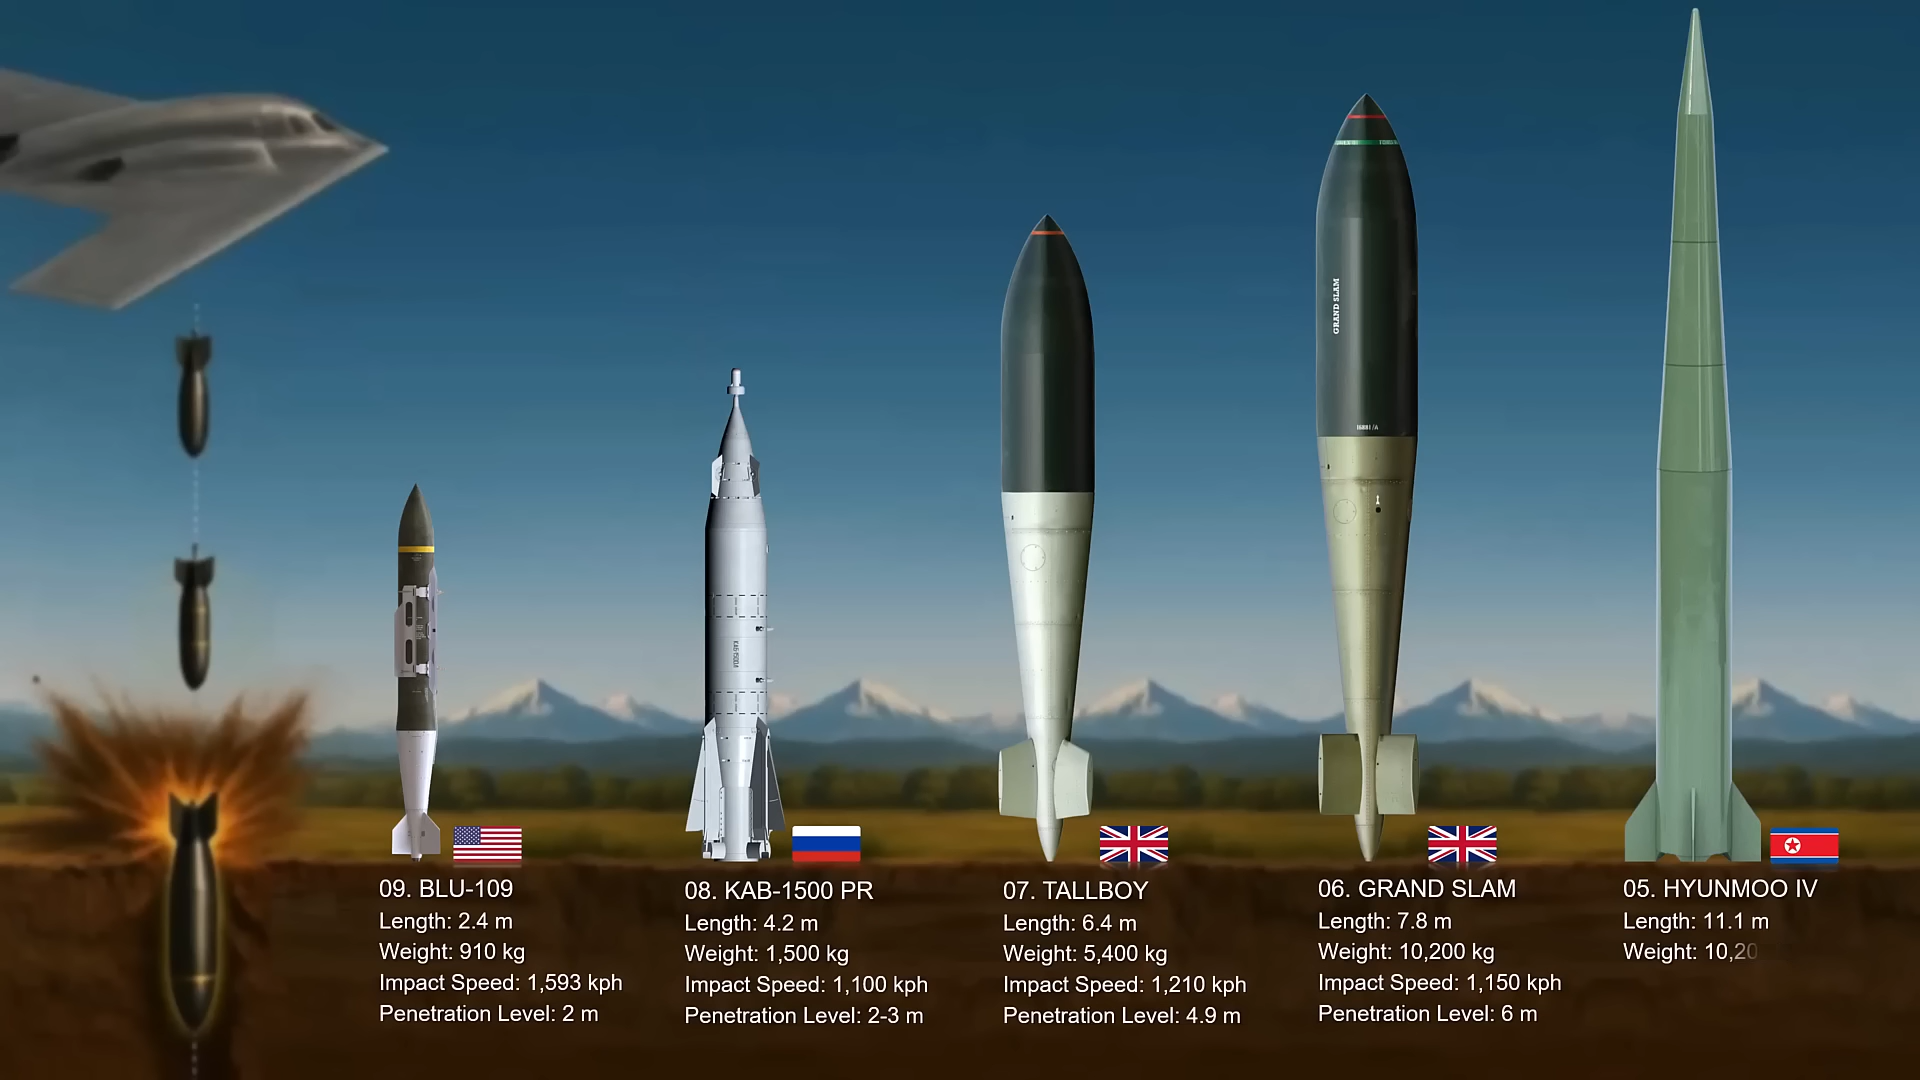 GRAND SLAM
09. BLU-109
Length: 2.4 m
Weight: 910 kg
Impact Speed: 1,593 kph
Penetration Level: 2 m
08. KAB-1500 PR
Length: 4.2 m
Weight: 1,500 kg
Impact Speed: 1,100 kph
Penetration Level: 2-3 m
07. TALLBOY
Length: 6.4 m
Weight: 5,400 kg
Impact Speed: 1,210 kph
Penetration Level: 4.9 m
06. GRAND SLAM
Length: 7.8 m
Weight: 10,200 kg
Impact Speed: 1,150 kph
Penetration Level: 6 m
05. HYUNMOO IV
Length: 11.1 m
Weight: 10,20